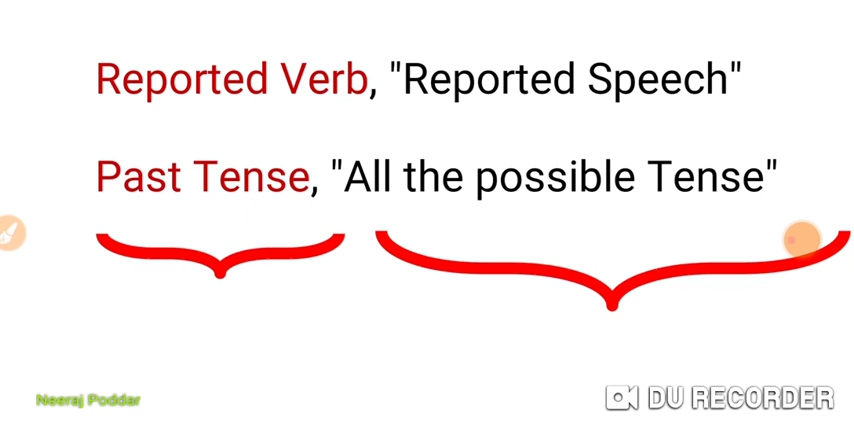 Reported Verb, "Reported Speech"
Past Tense, "All the possible Tense"
Neeraj Poddar
DU RECORDER